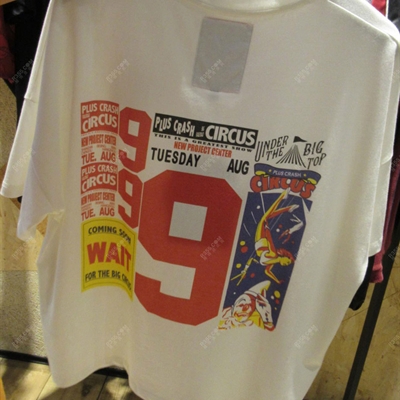 PLUS CRASH
CIRCUS
NEW PROJECT CENTER
TUE. AUG
9
PLUS CRASH
CIRCUS
NEW PROJECT CENTER
TUE. AUG
9
COMING SOON
WAIT
FOR THE BIG CIRCUS
PLUS CRASH CIRCUS
THIS IS A GREATEST SHOW
NEW PROJECT CENTER
TUESDAY AUG
9
UNDER THE BIG TOP
PLUS CRASH
CIRCUS